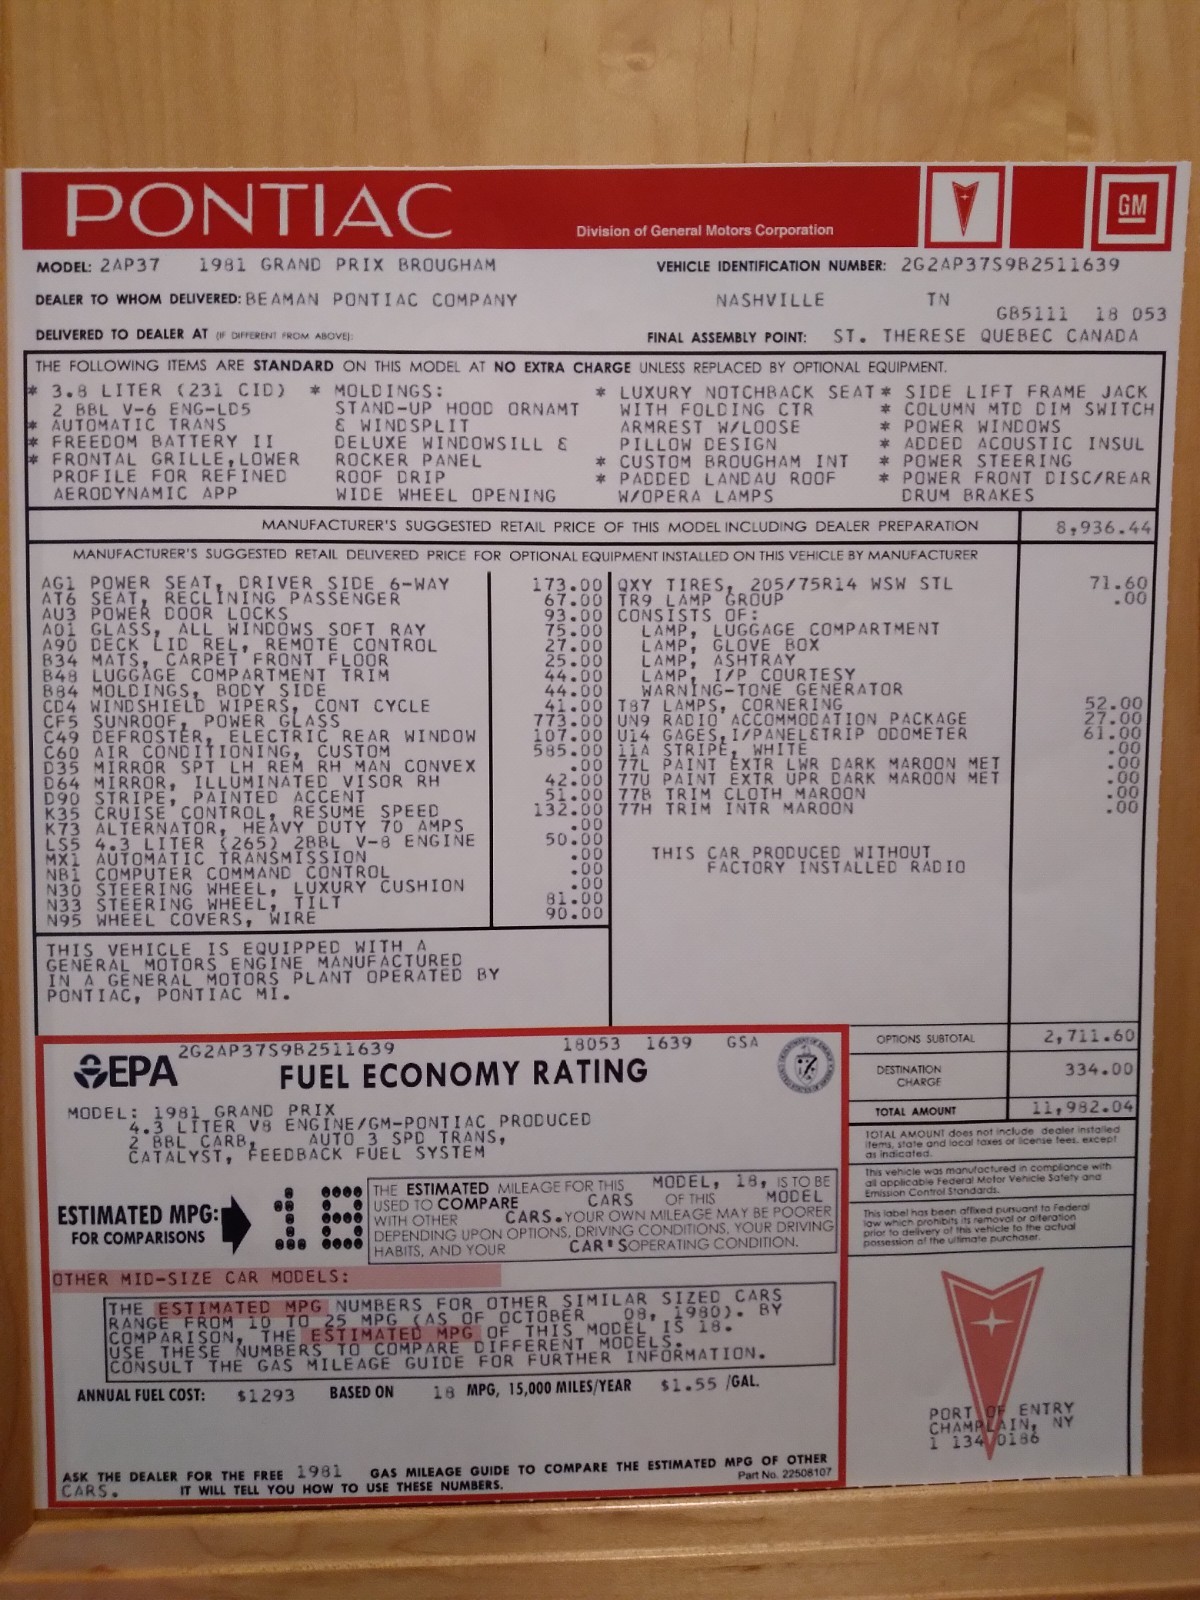 PONTIAC
Division of General Motors Corporation
GM
MODEL: 2AP37 1981 GRAND PRIX BROUGHAM
VEHICLE IDENTIFICATION NUMBER: 2G2AP37S9B2511639
DEALER TO WHOM DELIVERED: BEAMAN PONTIAC COMPANY NASHVILLE TN
GB5111 18 053
DELIVERED TO DEALER AT (IF DIFFERENT FROM ABOVE):
FINAL ASSEMBLY POINT: ST. THERESE QUEBEC CANADA
THE FOLLOWING ITEMS ARE STANDARD ON THIS MODEL AT NO EXTRA CHARGE UNLESS REPLACED BY OPTIONAL EQUIPMENT.
* 3.8 LITER (231 CID)
2 BBL V-6 ENG-LD5
* AUTOMATIC TRANS
* FREEDOM BATTERY II
* FRONTAL GRILLE,LOWER
PROFILE FOR REFINED
AERODYNAMIC APP
* MOLDINGS:
STAND-UP HOOD ORNAMT
& WINDSPLIT
DELUXE WINDOWSILL &
ROCKER PANEL
ROOF DRIP
WIDE WHEEL OPENING
* LUXURY NOTCHBACK SEAT
WITH FOLDING CTR
ARMREST W/LOOSE
PILLOW DESIGN
* CUSTOM BROUGHAM INT
* PADDED LANDAU ROOF
W/OPERA LAMPS
* SIDE LIFT FRAME JACK
* COLUMN MTD DIM SWITCH
* POWER WINDOWS
* ADDED ACOUSTIC INSUL
* POWER STEERING
* POWER FRONT DISC/REAR
DRUM BRAKES
MANUFACTURER'S SUGGESTED RETAIL PRICE OF THIS MODEL INCLUDING DEALER PREPARATION 8,936.44
MANUFACTURER'S SUGGESTED RETAIL DELIVERED PRICE FOR OPTIONAL EQUIPMENT INSTALLED ON THIS VEHICLE BY MANUFACTURER
AG1 POWER SEAT, DRIVER SIDE 6-WAY 173.00
AT6 SEAT, RECLINING PASSENGER 67.00
AU3 POWER DOOR LOCKS 93.00
A01 GLASS, ALL WINDOWS SOFT RAY 75.00
A90 DECK LID REL, REMOTE CONTROL 27.00
B34 MATS, CARPET FRONT FLOOR 25.00
B48 LUGGAGE COMPARTMENT TRIM 44.00
B84 MOLDINGS, BODY SIDE 44.00
CD4 WINDSHIELD WIPERS, CONT CYCLE 41.00
CF5 SUNROOF, POWER GLASS 773.00
C49 DEFROSTER, ELECTRIC REAR WINDOW 107.00
C60 AIR CONDITIONING, CUSTOM 585.00
D35 MIRROR SPT LH REM RH MAN CONVEX .00
D64 MIRROR, ILLUMINATED VISOR RH 42.00
D90 STRIPE, PAINTED ACCENT 51.00
K35 CRUISE CONTROL, RESUME SPEED 132.00
K73 ALTERNATOR, HEAVY DUTY 70 AMPS .00
LS5 4.3 LITER (265) 2BBL V-8 ENGINE 50.00
MX1 AUTOMATIC TRANSMISSION .00
NB1 COMPUTER COMMAND CONTROL .00
N30 STEERING WHEEL, LUXURY CUSHION .00
N33 STEERING WHEEL, TILT 81.00
N95 WHEEL COVERS, WIRE 90.00
QXY TIRES, 205/75R14 WSW STL 71.60
TR9 LAMP GROUP .00
CONSISTS OF:
LAMP, LUGGAGE COMPARTMENT
LAMP, GLOVE BOX
LAMP, ASHTRAY
LAMP, I/P COURTESY
WARNING-TONE GENERATOR
T87 LAMPS, CORNERING 52.00
UN9 RADIO ACCOMMODATION PACKAGE 27.00
U14 GAGES,I/PANEL&TRIP ODOMETER 61.00
11A STRIPE, WHITE .00
77L PAINT EXTR LWR DARK MAROON MET .00
77U PAINT EXTR UPR DARK MAROON MET .00
77B TRIM CLOTH MAROON .00
77H TRIM INTR MAROON .00
THIS CAR PRODUCED WITHOUT
FACTORY INSTALLED RADIO
THIS VEHICLE IS EQUIPPED WITH A
GENERAL MOTORS ENGINE MANUFACTURED
IN A GENERAL MOTORS PLANT OPERATED BY
PONTIAC, PONTIAC MI.
OPTIONS SUBTOTAL 2,711.60
DESTINATION
CHARGE 334.00
TOTAL AMOUNT 11,982.04
TOTAL AMOUNT does not include dealer installed
items, state and local taxes or license fees, except
as indicated.
This vehicle was manufactured in compliance with
all applicable Federal Motor Vehicle Safety and
Emission Control Standards.
This label has been affixed pursuant to Federal
law which prohibits its removal or alteration
prior to delivery of this vehicle to the actual
possession of the ultimate purchaser.
PORT OF ENTRY
CHAMPLAIN, NY
1 134 0186
2G2AP37S9B2511639 18053 1639 GSA
EPA
FUEL ECONOMY RATING
MODEL: 1981 GRAND PRIX
4.3 LITER V8 ENGINE/GM-PONTIAC PRODUCED
2 BBL CARB, AUTO 3 SPD TRANS,
CATALYST, FEEDBACK FUEL SYSTEM
ESTIMATED MPG:
FOR COMPARISONS
18
THE ESTIMATED MILEAGE FOR THIS MODEL, 18, IS TO BE
USED TO COMPARE CARS OF THIS MODEL
WITH OTHER CARS. YOUR OWN MILEAGE MAY BE POORER
DEPENDING UPON OPTIONS, DRIVING CONDITIONS, YOUR DRIVING
HABITS, AND YOUR CAR'S OPERATING CONDITION.
OTHER MID-SIZE CAR MODELS:
THE ESTIMATED MPG NUMBERS FOR OTHER SIMILAR SIZED CARS
RANGE FROM 10 TO 25 MPG (AS OF OCTOBER 08, 1980). BY
COMPARISON, THE ESTIMATED MPG OF THIS MODEL IS 18.
USE THESE NUMBERS TO COMPARE DIFFERENT MODELS.
CONSULT THE GAS MILEAGE GUIDE FOR FURTHER INFORMATION.
ANNUAL FUEL COST: $1293 BASED ON 18 MPG, 15,000 MILES/YEAR $1.55 /GAL.
ASK THE DEALER FOR THE FREE 1981 GAS MILEAGE GUIDE TO COMPARE THE ESTIMATED MPG OF OTHER
CARS. IT WILL TELL YOU HOW TO USE THESE NUMBERS.
Part No. 22508107